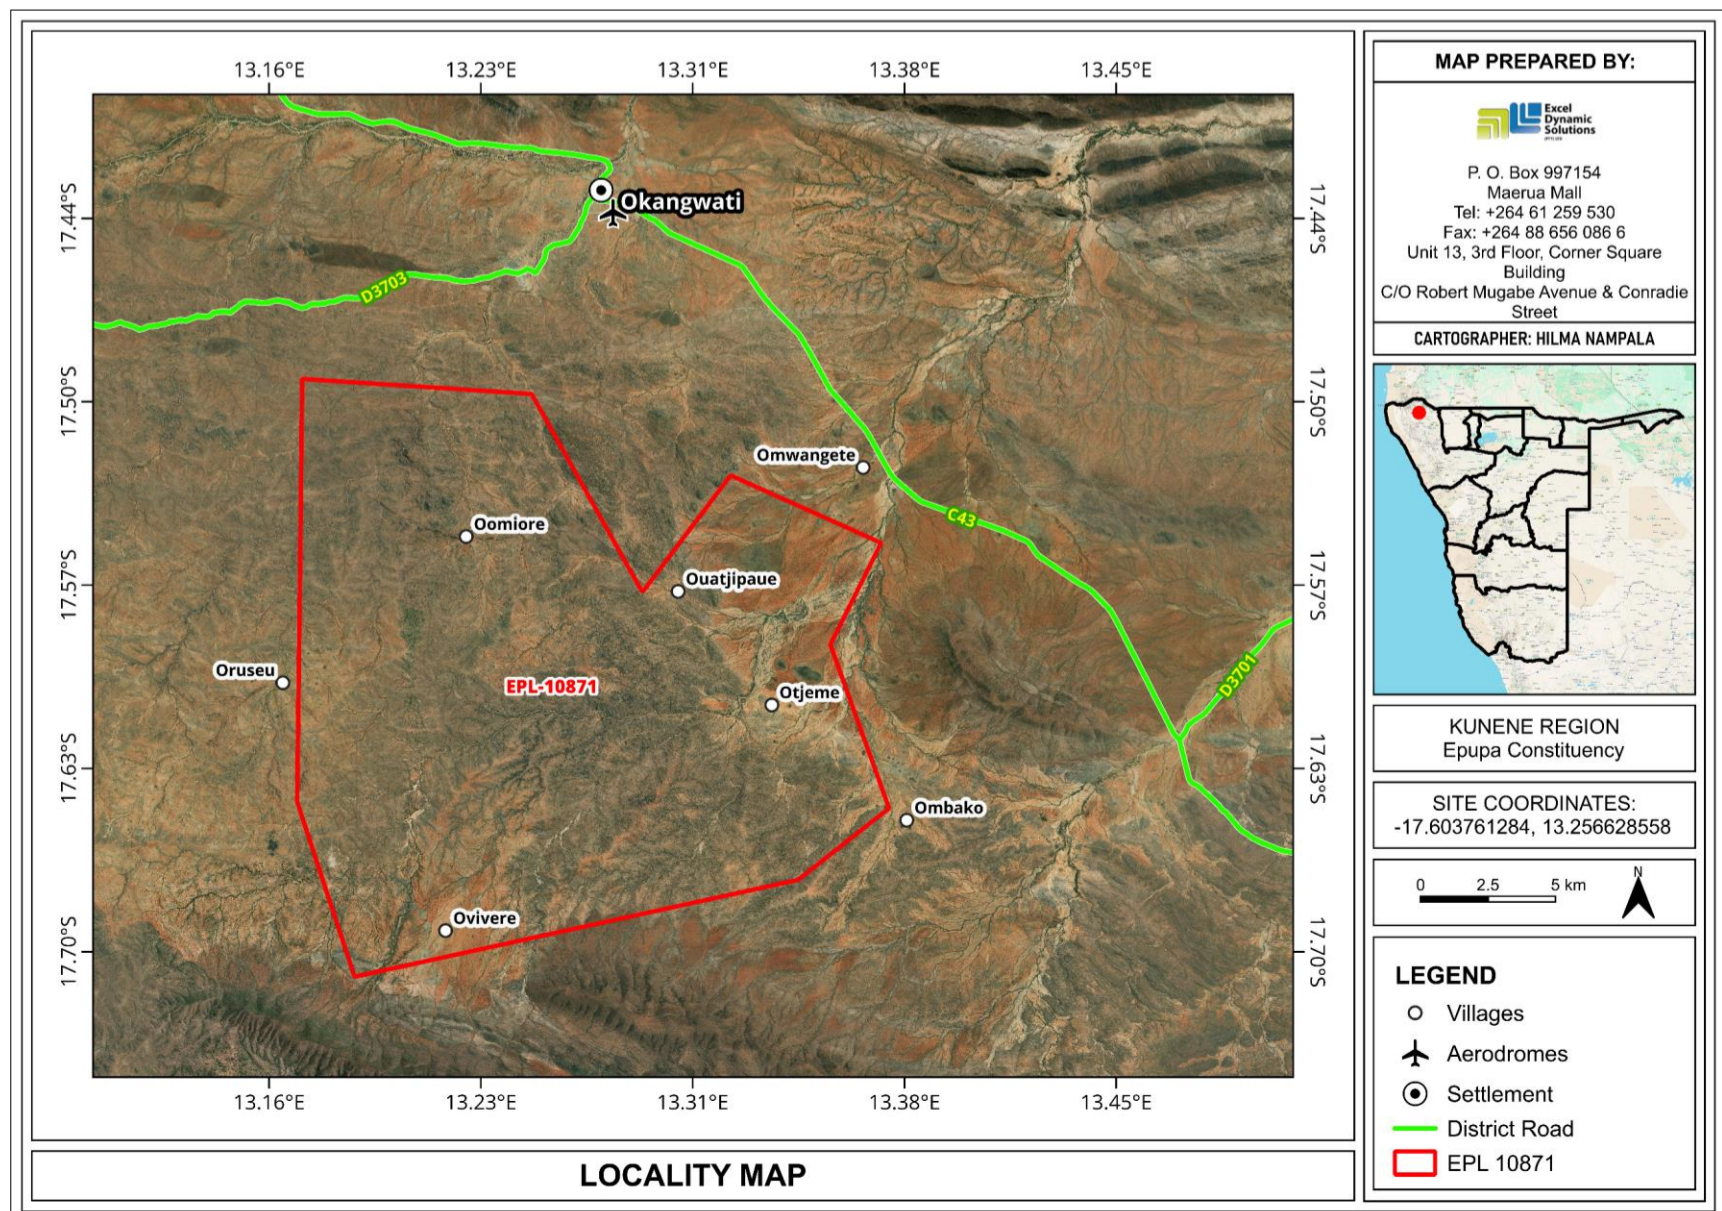 13.16°E 13.23°E 13.31°E 13.38°E 13.45°E
17.44°S
17.50°S
17.57°S
17.63°S
17.70°S
Okangwati
D3703
Omwangete
C43
Oomiore
Ouatjipaue
Oruseu
EPL-10871
Otjeme
D3701
Ombako
Ovivere
17.44°S
17.50°S
17.57°S
17.63°S
17.70°S
13.16°E 13.23°E 13.31°E 13.38°E 13.45°E
LOCALITY MAP
MAP PREPARED BY:
Excel
Dynamic
Solutions
P. O. Box 997154
Maerua Mall
Tel: +264 61 259 530
Fax: +264 88 656 086 6
Unit 13, 3rd Floor, Corner Square
Building
C/O Robert Mugabe Avenue & Conradie
Street
CARTOGRAPHER: HILMA NAMPALA
KUNENE REGION
Epupa Constituency
SITE COORDINATES:
-17.603761284, 13.256628558
0 2.5 5 km
N
LEGEND
Villages
Aerodromes
Settlement
District Road
EPL 10871